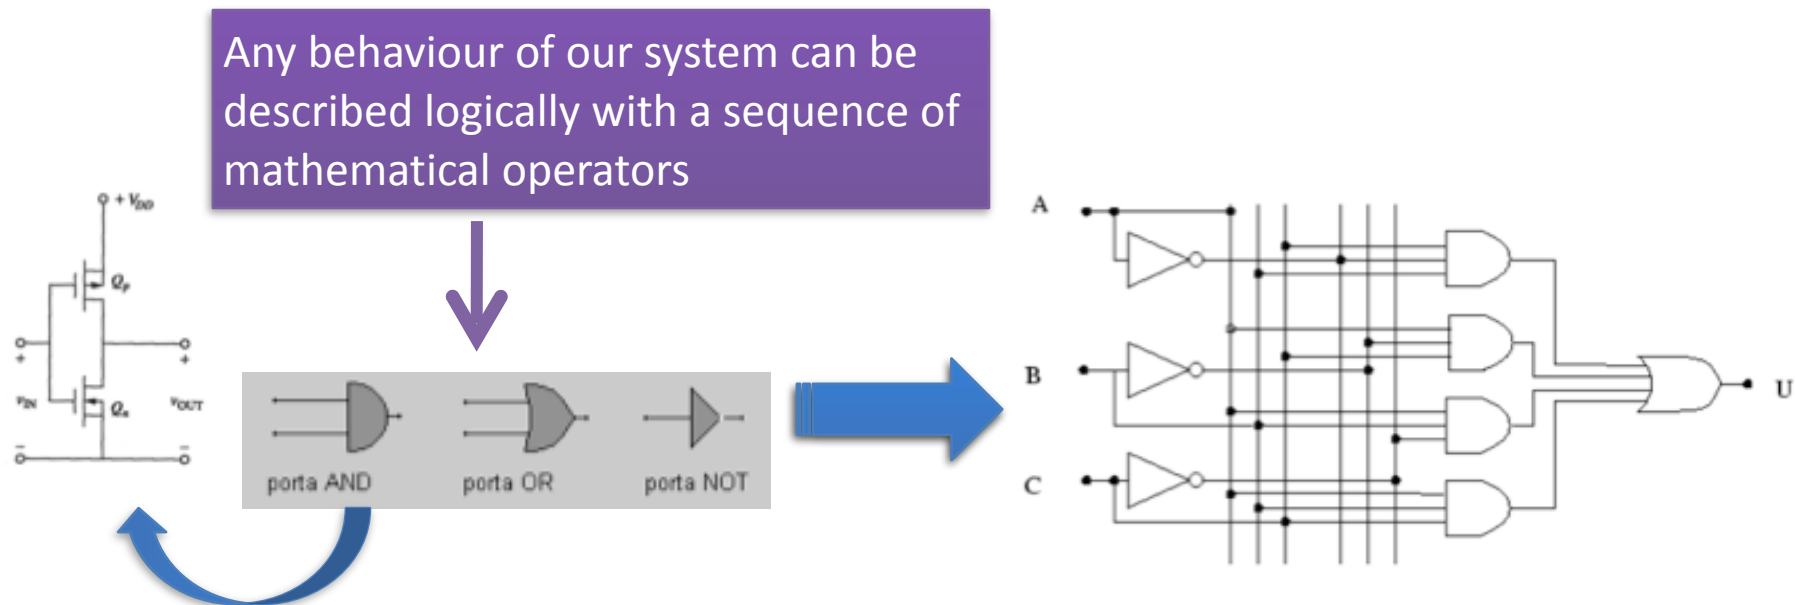 Any behaviour of our system can be
described logically with a sequence of
mathematical operators
+ V_DD
Q_p
+
+
v_IN
Q_n
v_OUT
−
−
porta AND
porta OR
porta NOT
A
B
C
U